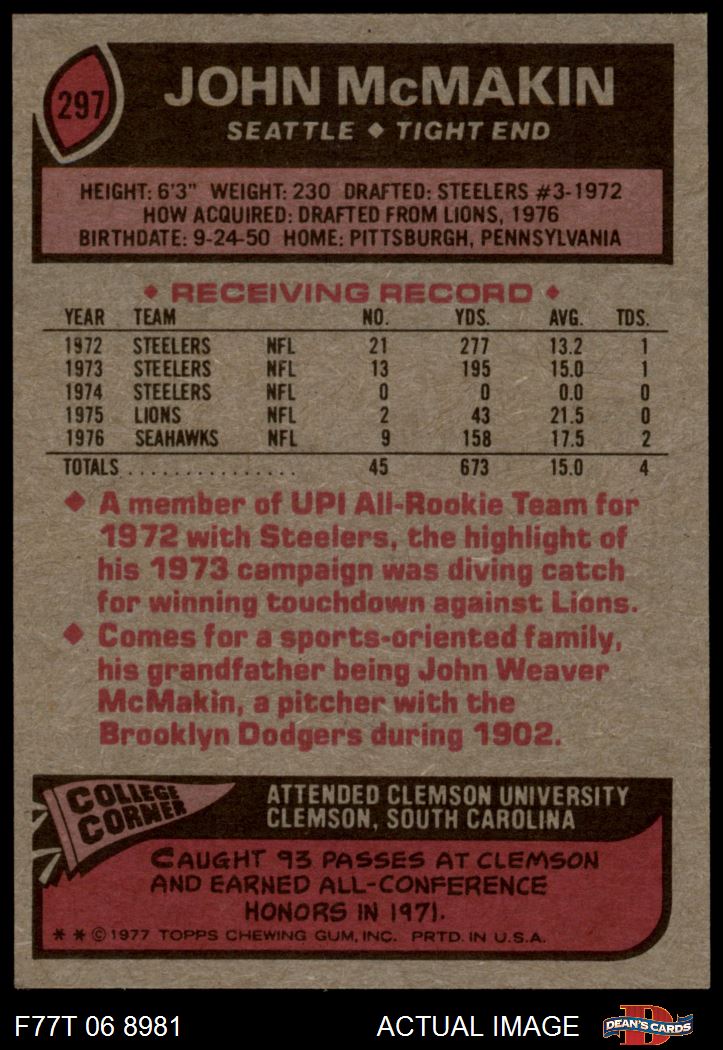 297
JOHN McMAKIN
SEATTLE ◆ TIGHT END
HEIGHT: 6'3" WEIGHT: 230 DRAFTED: STEELERS #3-1972
HOW ACQUIRED: DRAFTED FROM LIONS, 1976
BIRTHDATE: 9-24-50 HOME: PITTSBURGH, PENNSYLVANIA
◆ RECEIVING RECORD ◆
YEAR TEAM NO. YDS. AVG. TDS.
1972 STEELERS NFL 21 277 13.2 1
1973 STEELERS NFL 13 195 15.0 1
1974 STEELERS NFL 0 0 0.0 0
1975 LIONS NFL 2 43 21.5 0
1976 SEAHAWKS NFL 9 158 17.5 2
TOTALS . . . . . . . . . . . . . . . 45 673 15.0 4
◆ A member of UPI All-Rookie Team for
1972 with Steelers, the highlight of
his 1973 campaign was diving catch
for winning touchdown against Lions.
◆ Comes for a sports-oriented family,
his grandfather being John Weaver
McMakin, a pitcher with the
Brooklyn Dodgers during 1902.
COLLEGE
CORNER
ATTENDED CLEMSON UNIVERSITY
CLEMSON, SOUTH CAROLINA
CAUGHT 93 PASSES AT CLEMSON
AND EARNED ALL-CONFERENCE
HONORS IN 1971.
* * © 1977 TOPPS CHEWING GUM, INC. PRTD. IN U.S.A.
F77T 06 8981 ACTUAL IMAGE
D
DEAN'S CARDS